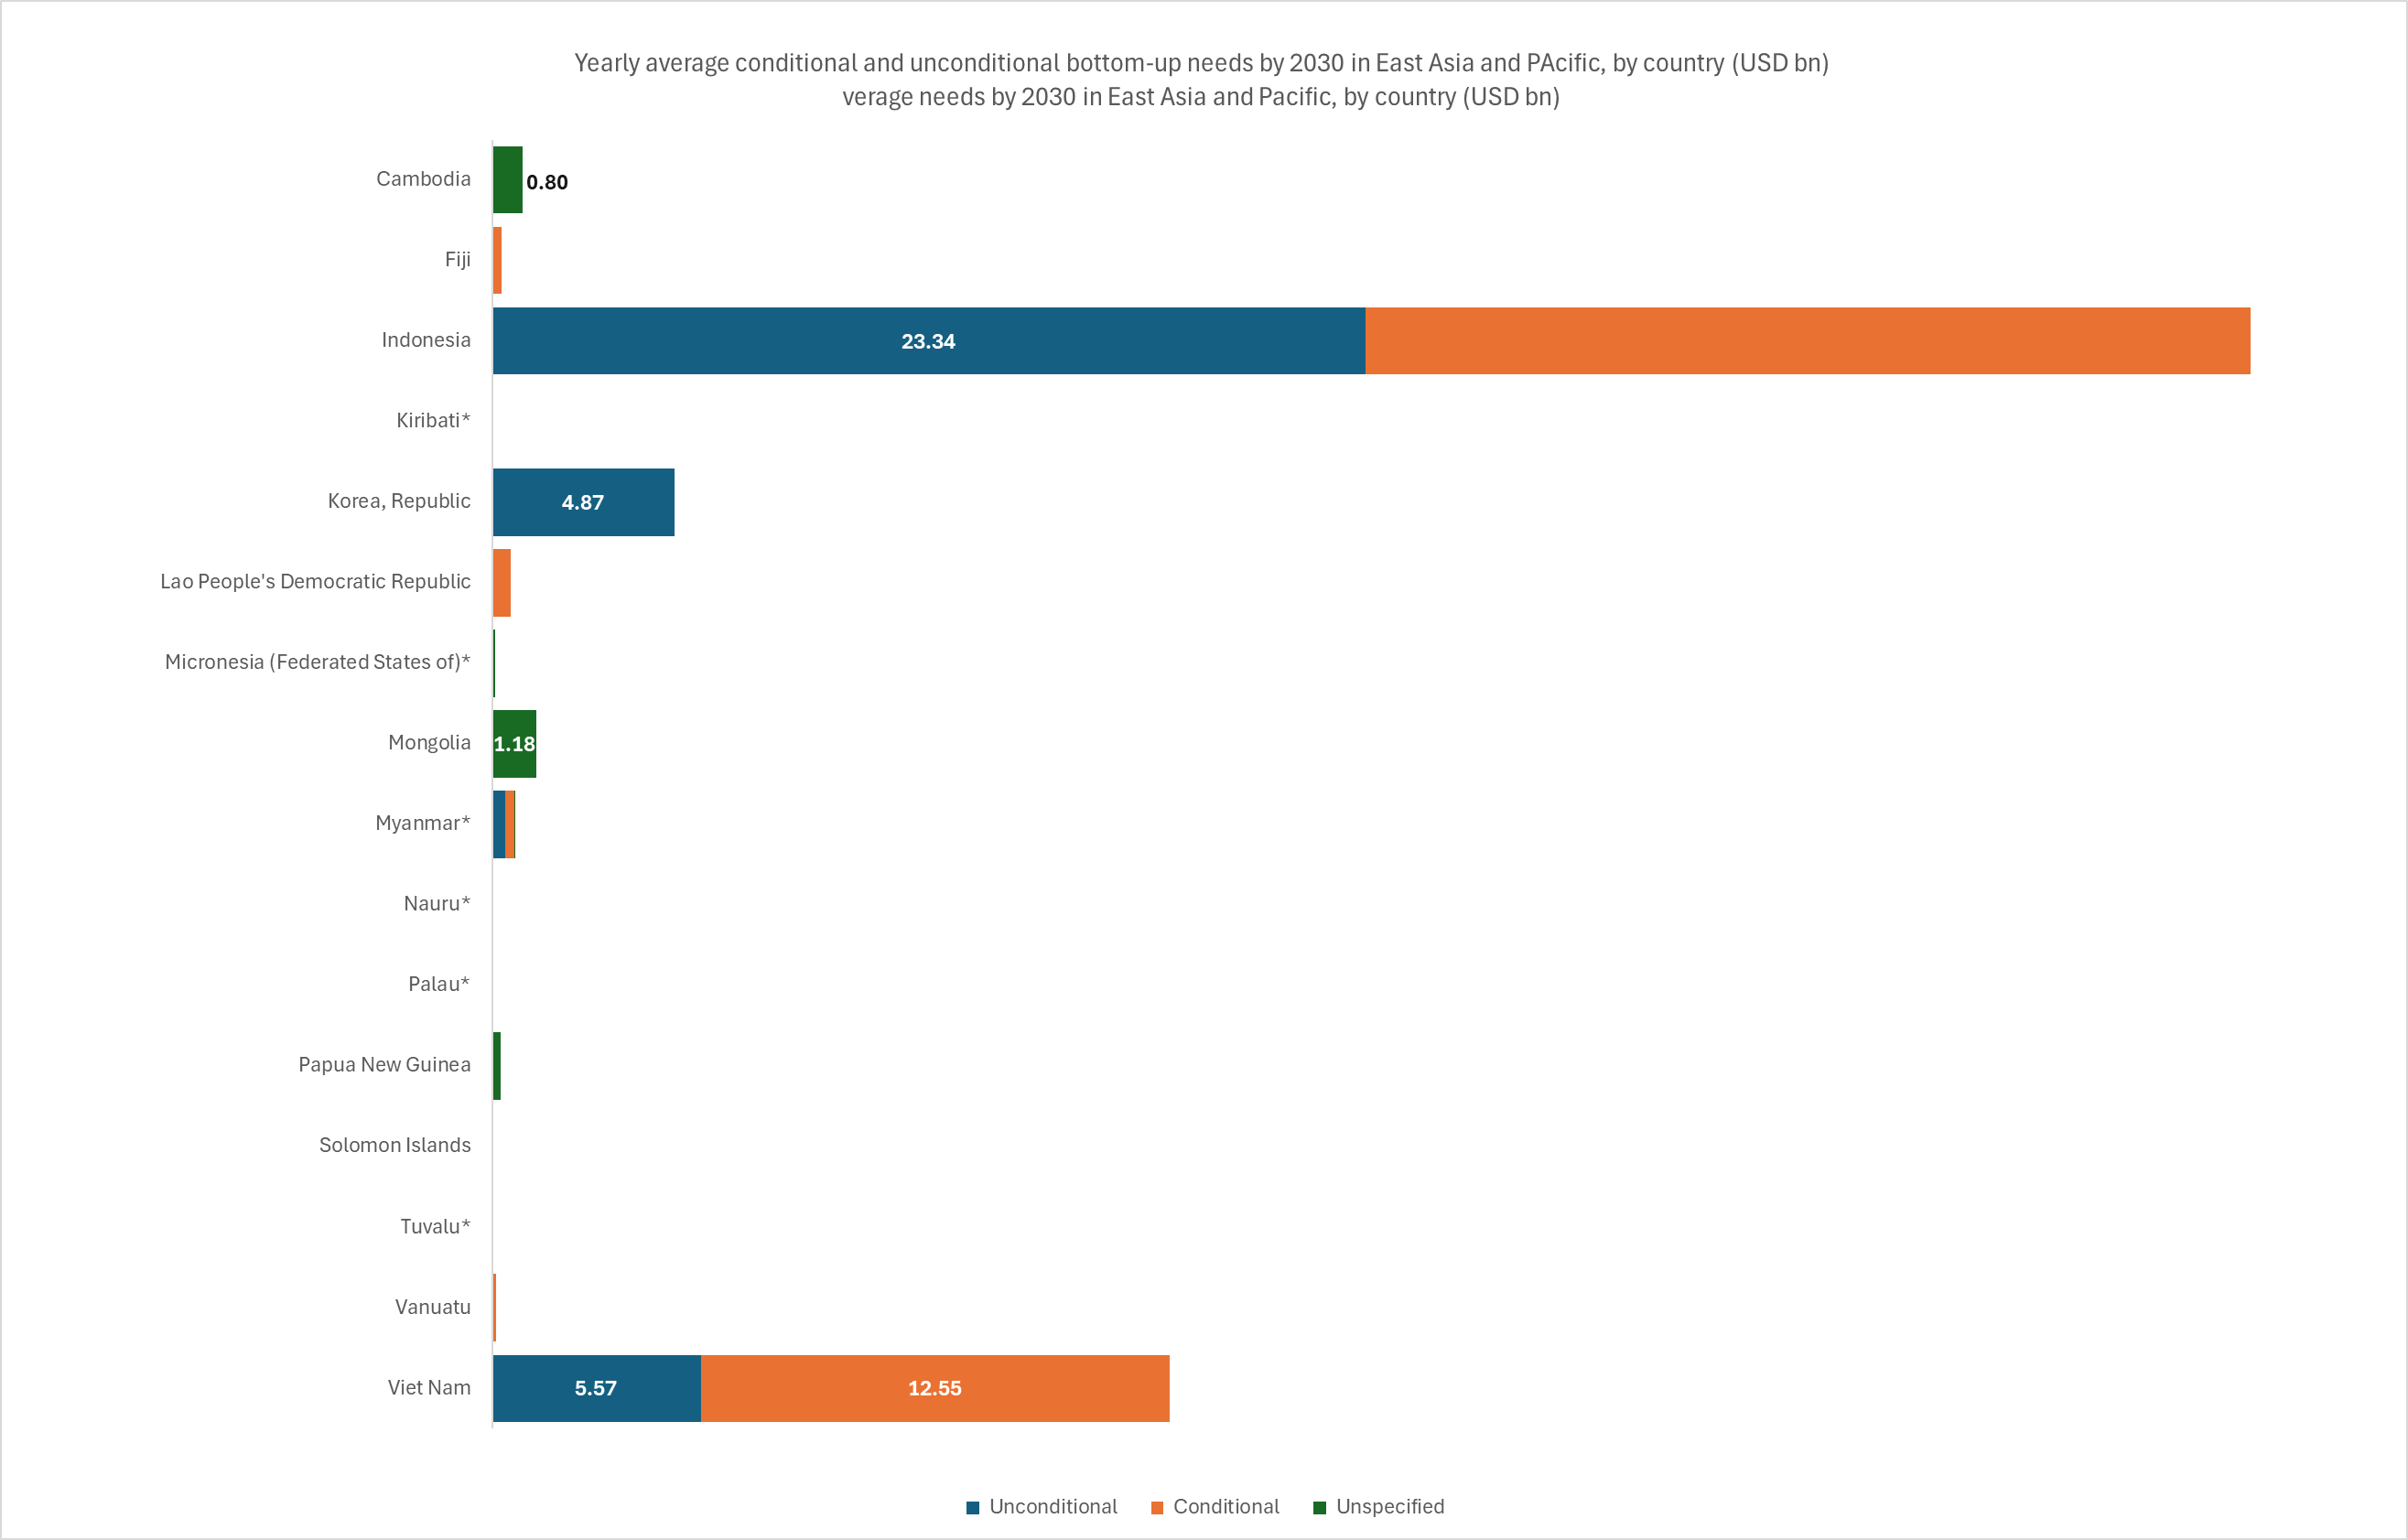 Yearly average conditional and unconditional bottom-up needs by 2030 in East Asia and PAcific, by country (USD bn)
verage needs by 2030 in East Asia and Pacific, by country (USD bn)
Cambodia 0.80
Fiji
Indonesia 23.34
Kiribati*
Korea, Republic 4.87
Lao People's Democratic Republic
Micronesia (Federated States of)*
Mongolia 1.18
Myanmar*
Nauru*
Palau*
Papua New Guinea
Solomon Islands
Tuvalu*
Vanuatu
Viet Nam 5.57 12.55
Unconditional Conditional Unspecified